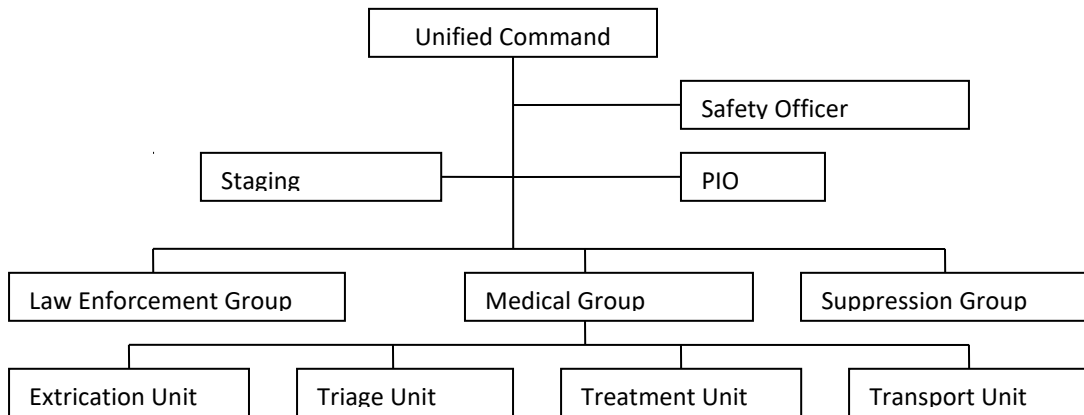 Unified Command
Safety Officer
Staging
PIO
Law Enforcement Group
Medical Group
Suppression Group
Extrication Unit
Triage Unit
Treatment Unit
Transport Unit